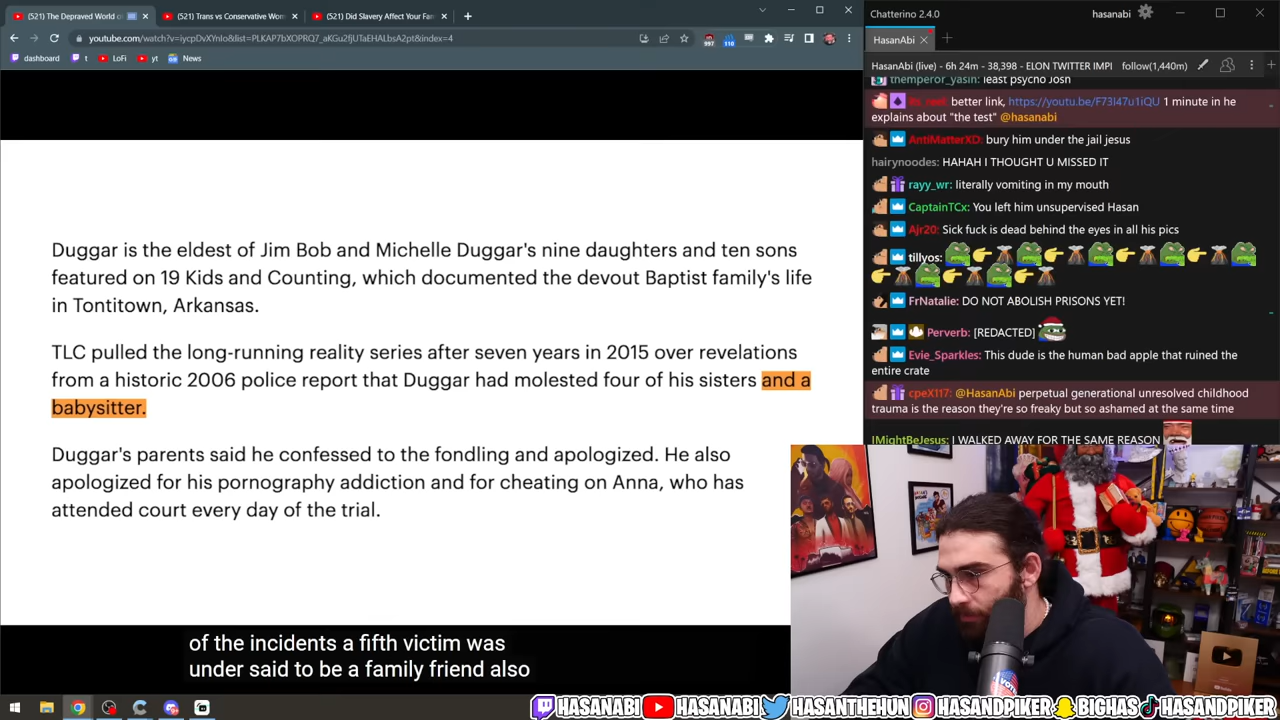 (521) The Depraved World o
(521) Trans vs Conservative Wom
(521) Did Slavery Affect Your Fam
youtube.com/watch?v=iycpDvXYnIo&list=PLKAP7bXOPRQ7_aKGu2fjUTaEHALbsA2pt&index=4
997
110
dashboard
t
LoFi
yt
News
Duggar is the eldest of Jim Bob and Michelle Duggar's nine daughters and ten sons
featured on 19 Kids and Counting, which documented the devout Baptist family's life
in Tontitown, Arkansas.
TLC pulled the long-running reality series after seven years in 2015 over revelations
from a historic 2006 police report that Duggar had molested four of his sisters and a
babysitter.
Duggar's parents said he confessed to the fondling and apologized. He also
apologized for his pornography addiction and for cheating on Anna, who has
attended court every day of the trial.
of the incidents a fifth victim was
under said to be a family friend also
Chatterino 2.4.0
hasanabi
HasanAbi
HasanAbi (live) - 6h 24m - 38,398 - ELON TWITTER IMPI
follow(1,440m)
themperor_yasin: least psycho Josh
better link, https://youtu.be/F73I47u1iQU 1 minute in he
explains about "the test" @hasanabi
AntiMatterXD: bury him under the jail jesus
hairynoodes: HAHAH I THOUGHT U MISSED IT
rayy_wr: literally vomiting in my mouth
CaptainTCx: You left him unsupervised Hasan
Ajr20: Sick fuck is dead behind the eyes in all his pics
tillyos:
FrNatalie: DO NOT ABOLISH PRISONS YET!
Perverb: [REDACTED]
Evie_Sparkles: This dude is the human bad apple that ruined the
entire crate
cpeX117: @HasanAbi perpetual generational unresolved childhood
trauma is the reason they're so freaky but so ashamed at the same time
IMightBeJesus: I WALKED AWAY FOR THE SAME REASON
HASANABI
HASANABI
HASANTHEHUN
HASANDPIKER
BIGHAS
HASANDPIKER